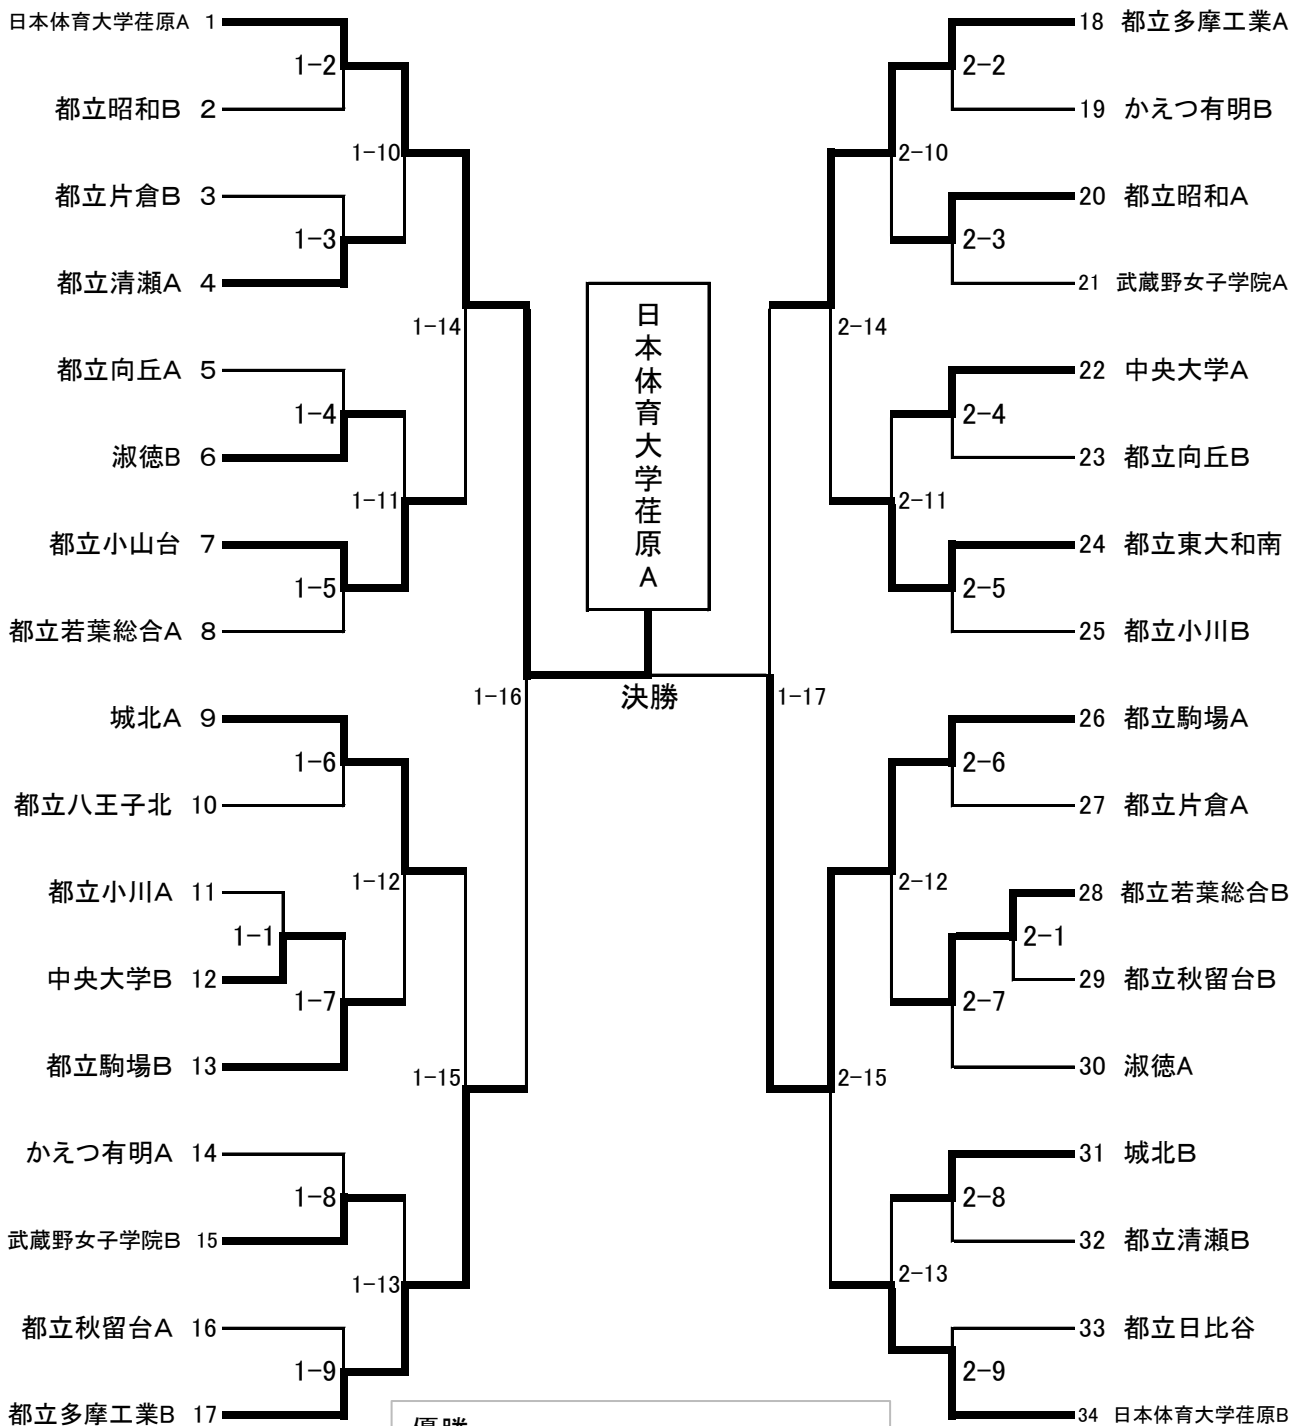 日本体育大学荏原A 1
1-2
都立昭和B 2
1-10
都立片倉B 3
1-3
都立清瀬A 4
1-14
都立向丘A 5
1-4
淑徳B 6
1-11
都立小山台 7
1-5
都立若葉総合A 8
1-16
城北A 9
1-6
都立八王子北 10
1-12
都立小川A 11
1-1
中央大学B 12
1-7
都立駒場B 13
1-15
かえつ有明A 14
1-8
武蔵野女子学院B 15
1-13
都立秋留台A 16
1-9
都立多摩工業B 17
日本体育大学荏原A
決勝
18 都立多摩工業A
2-2
19 かえつ有明B
2-10
20 都立昭和A
2-3
21 武蔵野女子学院A
2-14
22 中央大学A
2-4
23 都立向丘B
2-11
24 都立東大和南
2-5
25 都立小川B
1-17
26 都立駒場A
2-6
27 都立片倉A
2-12
28 都立若葉総合B
2-1
29 都立秋留台B
2-7
30 淑徳A
2-15
31 城北B
2-8
32 都立清瀬B
2-13
33 都立日比谷
2-9
34 日本体育大学荏原B
優勝